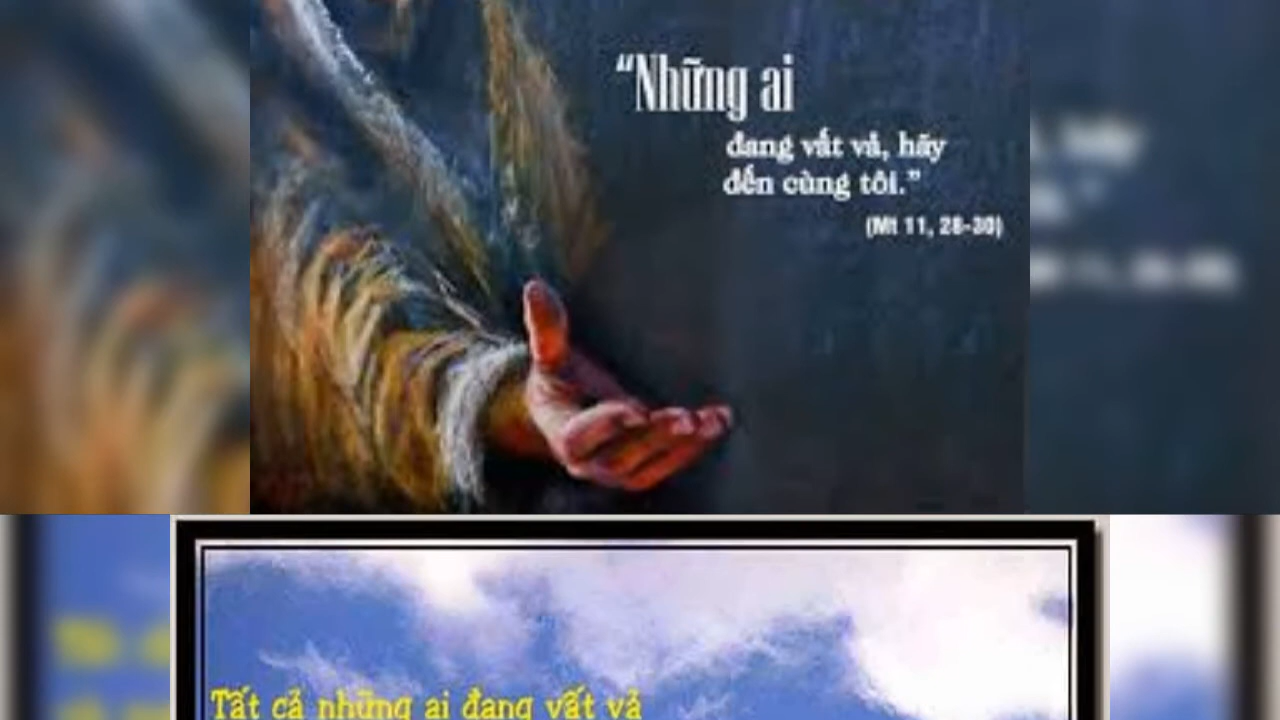 “Những ai
đang vất vả, hãy
đến cùng tôi.”
(Mt 11, 28-30)
Tất cả những ai đang vất vả